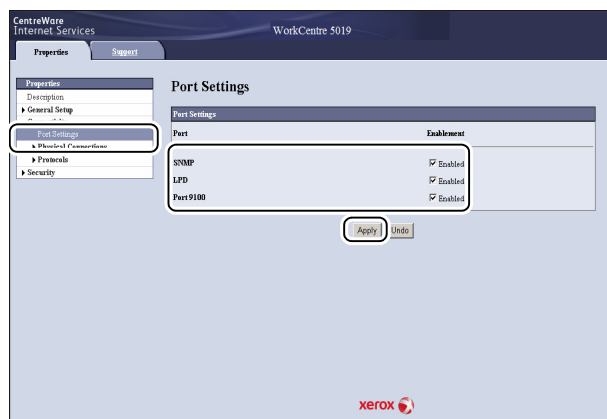 CentreWare
Internet Services
WorkCentre 5019
Properties
Support
Properties
Description
General Setup
Port Settings
Physical Connections
Protocols
Security
Port Settings
Port Settings
Port Enablement
SNMP Enabled
LPD Enabled
Port 9100 Enabled
Apply Undo
xerox